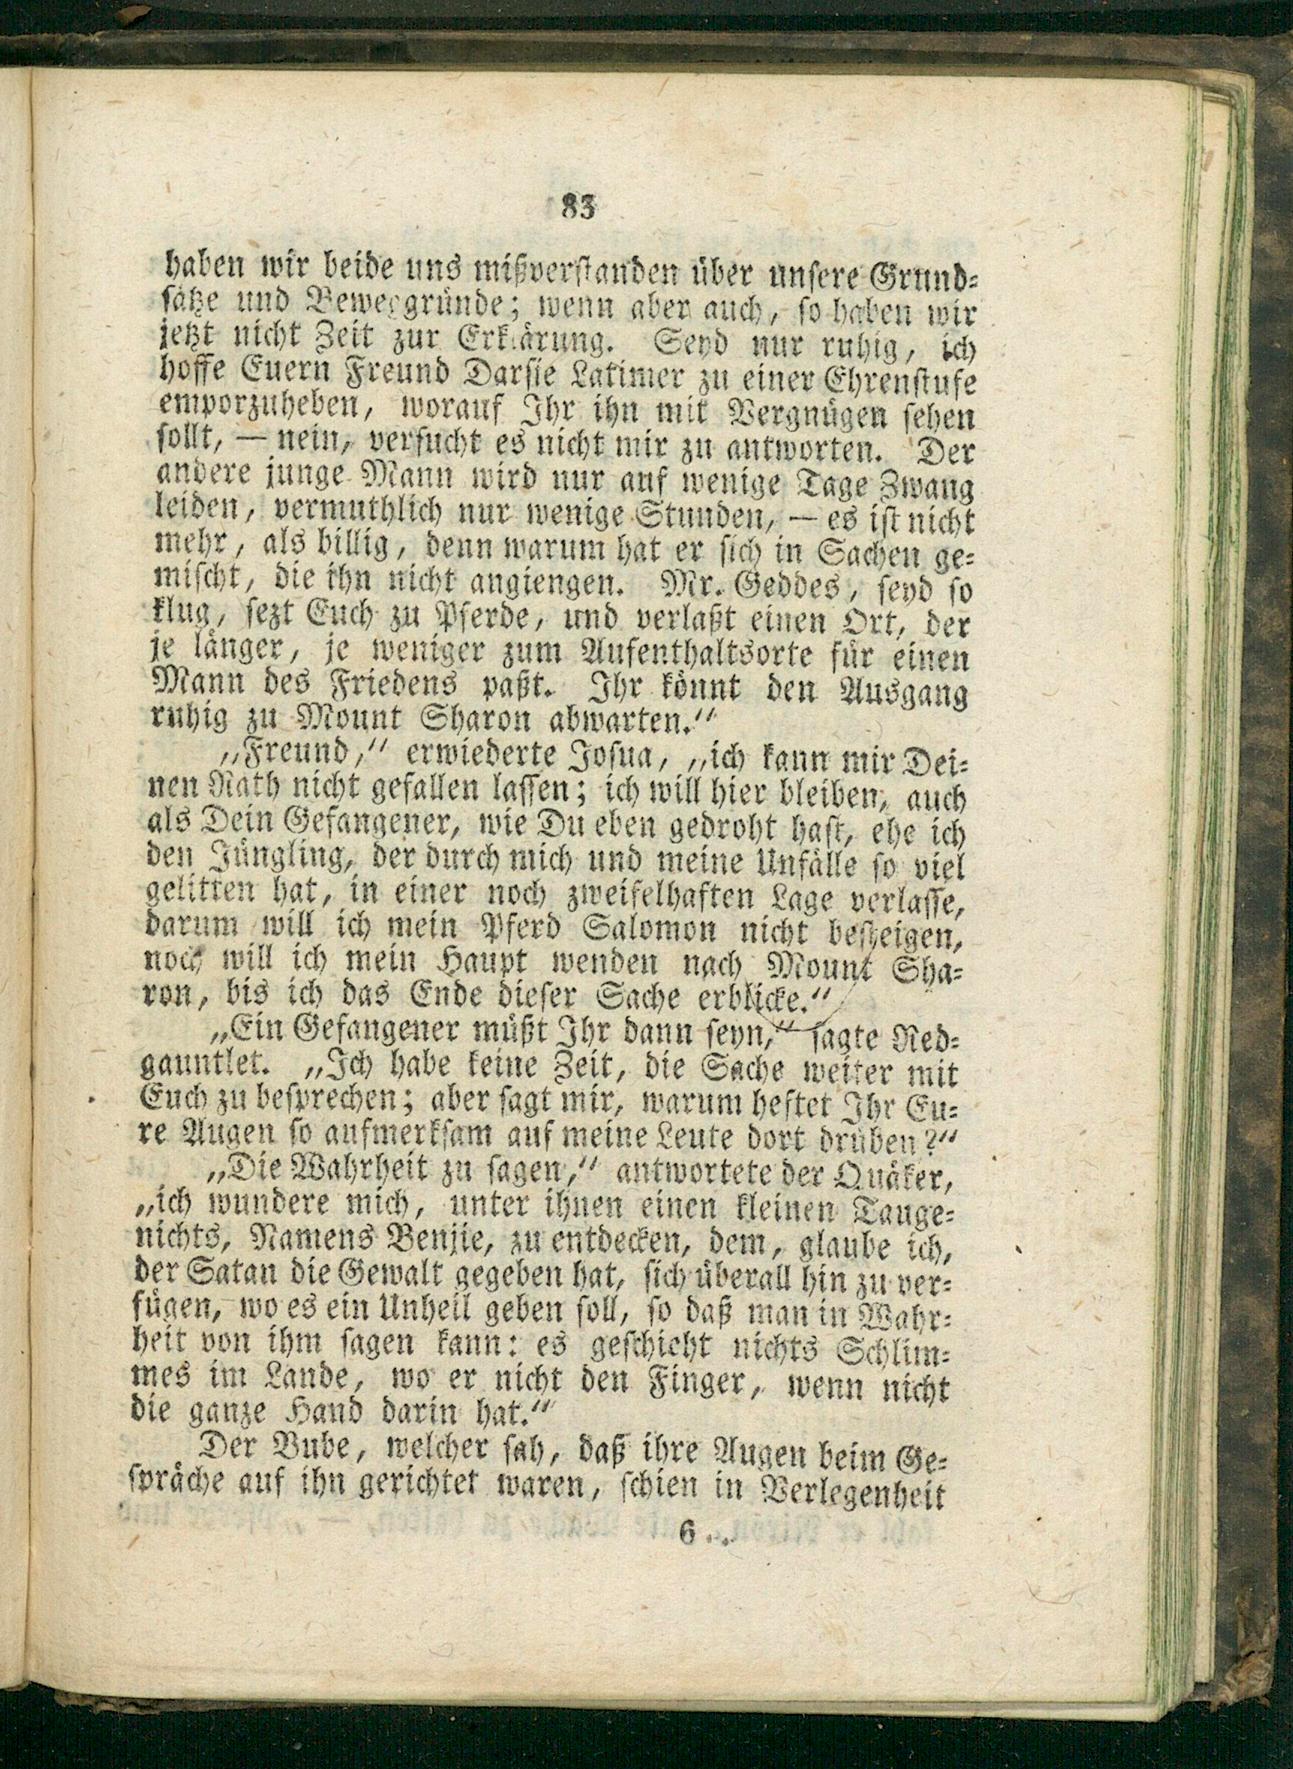 83
haben wir beide uns mißverstanden über unsere Grund-
sätze und Beweggründe; wenn aber auch, so haben wir
jetzt nicht Zeit zur Erklärung. Seyd nur ruhig, ich
hoffe Euern Freund Darsie Latimer zu einer Ehrenstufe
emporzuheben, worauf Ihr ihn mit Vergnügen sehen
sollt, — nein, versucht es nicht mir zu antworten. Der
andere junge Mann wird nur auf wenige Tage Zwang
leiden, vermuthlich nur wenige Stunden, — es ist nicht
mehr, als billig, denn warum hat er sich in Sachen ge-
mischt, die ihn nicht angiengen. Mr. Geddes, seyd so
klug, sezt Euch zu Pferde, und verlaßt einen Ort, der
je länger, je weniger zum Aufenthaltsorte für einen
Mann des Friedens paßt. Ihr könnt den Ausgang
ruhig zu Mount Sharon abwarten.“
„Freund,“ erwiederte Josua, „ich kann mir Dei-
nen Rath nicht gefallen lassen; ich will hier bleiben, auch
als Dein Gefangener, wie Du eben gedroht hast, ehe ich
den Jüngling, der durch mich und meine Unfälle so viel
gelitten hat, in einer noch zweifelhaften Lage verlasse,
darum will ich mein Pferd Salomon nicht besteigen,
noch will ich mein Haupt wenden nach Mount Sha-
ron, bis ich das Ende dieser Sache erblicke.“
„Ein Gefangener müßt Ihr dann seyn,“ sagte Red-
gauntlet. „Ich habe keine Zeit, die Sache weiter mit
Euch zu besprechen; aber sagt mir, warum heftet Ihr Eu-
re Augen so aufmerksam auf meine Leute dort drüben?“
„Die Wahrheit zu sagen,“ antwortete der Quäker,
„ich wundere mich, unter ihnen einen kleinen Tauge-
nichts, Namens Benjie, zu entdecken, dem, glaube ich,
der Satan die Gewalt gegeben hat, sich überall hin zu ver-
fügen, wo es ein Unheil geben soll, so daß man in Wahr-
heit von ihm sagen kann: es geschieht nichts Schlim-
mes im Lande, wo er nicht den Finger, wenn nicht
die ganze Hand darin hat.“
Der Bube, welcher sah, daß ihre Augen beim Ge-
spräche auf ihn gerichtet waren, schien in Verlegenheit
6..